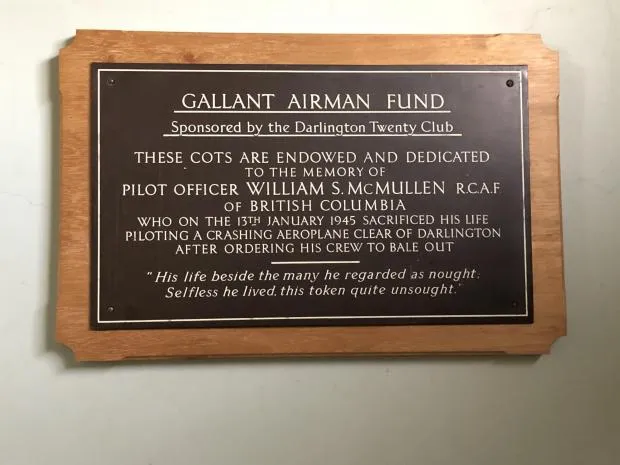 GALLANT AIRMAN FUND
Sponsored by the Darlington Twenty Club
THESE COTS ARE ENDOWED AND DEDICATED
TO THE MEMORY OF
PILOT OFFICER WILLIAM S. McMULLEN R.C.A.F.
OF BRITISH COLUMBIA
WHO ON THE 13TH JANUARY 1945 SACRIFICED HIS LIFE
PILOTING A CRASHING AEROPLANE CLEAR OF DARLINGTON
AFTER ORDERING HIS CREW TO BALE OUT
"His life beside the many he regarded as nought;
Selfless he lived, this token quite unsought."